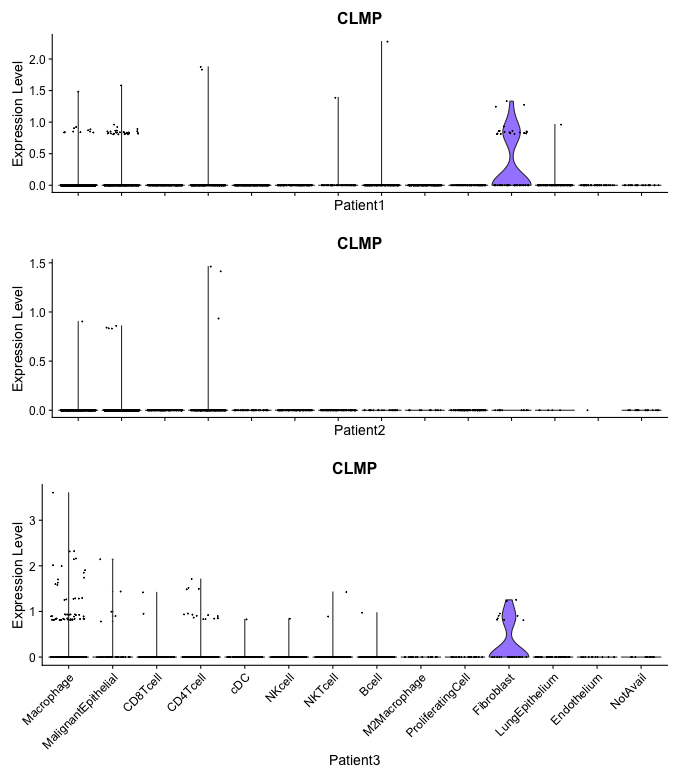 CLMP
Expression Level
2.0
1.5
1.0
0.5
0.0
Patient1
CLMP
Expression Level
1.5
1.0
0.5
0.0
Patient2
CLMP
Expression Level
3
2
1
0
Macrophage
MalignantEpithelial
CD8Tcell
CD4Tcell
cDC
NKcell
NKTcell
Bcell
M2Macrophage
ProliferatingCell
Fibroblast
LungEpithelium
Endothelium
NotAvail
Patient3